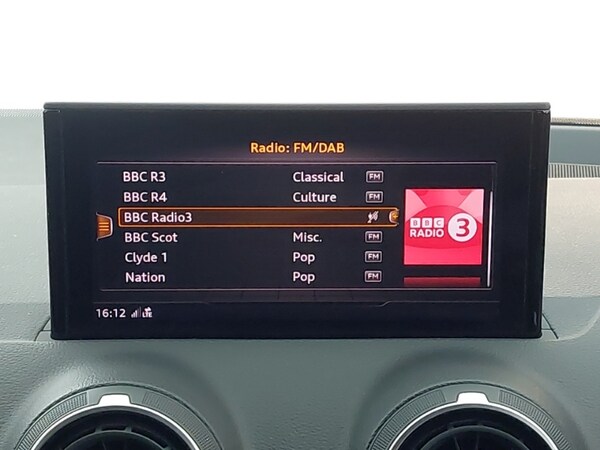 Radio: FM/DAB
BBC R3 Classical FM
BBC R4 Culture FM
BBC Radio3
BBC Scot Misc. FM
Clyde 1 Pop FM
Nation Pop FM
BBC
RADIO 3
16:12 LTE